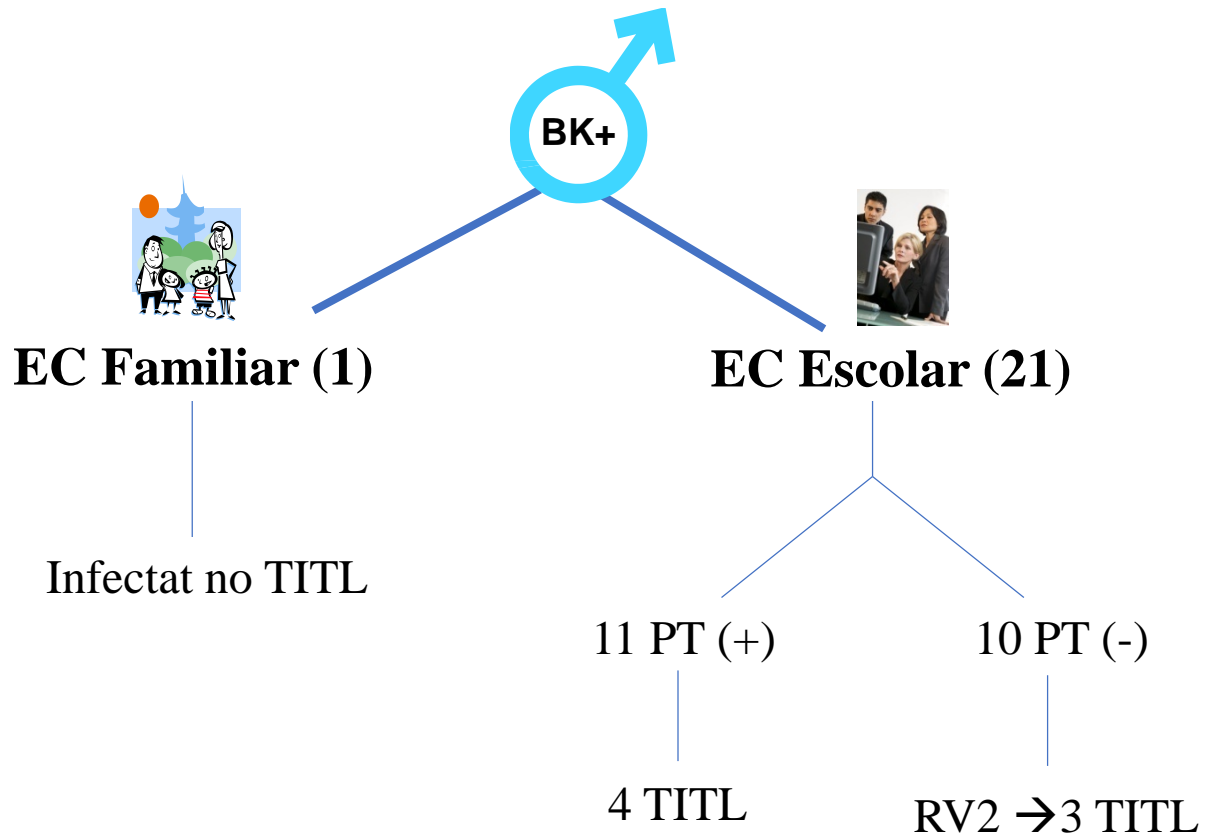 BK+
EC Familiar (1)
EC Escolar (21)
Infectat no TITL
11 PT (+)
10 PT (-)
4 TITL
RV2 →3 TITL